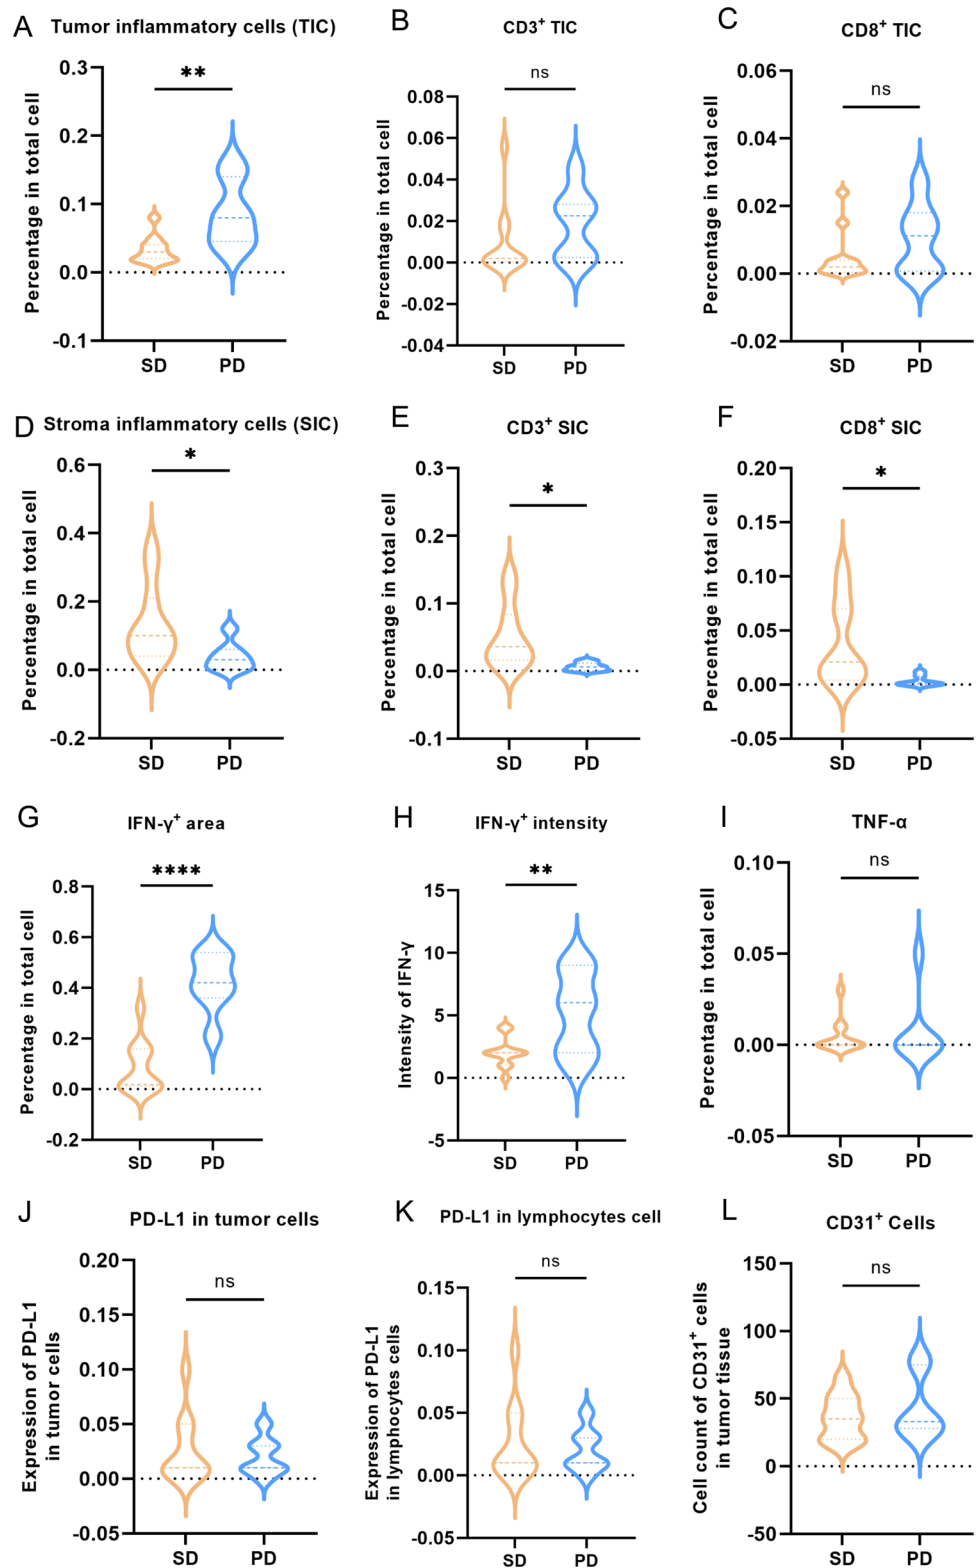 A
Tumor inflammatory cells (TIC)
Percentage in total cell
0.3
0.2
0.1
0.0
-0.1
**
SD
PD
B
CD3+ TIC
Percentage in total cell
0.08
0.06
0.04
0.02
0.00
-0.02
-0.04
ns
SD
PD
C
CD8+ TIC
Percentage in total cell
0.06
0.04
0.02
0.00
-0.02
ns
SD
PD
D
Stroma inflammatory cells (SIC)
Percentage in total cell
0.6
0.4
0.2
0.0
-0.2
*
SD
PD
E
CD3+ SIC
Percentage in total cell
0.3
0.2
0.1
0.0
-0.1
*
SD
PD
F
CD8+ SIC
Percentage in total cell
0.20
0.15
0.10
0.05
0.00
-0.05
*
SD
PD
G
IFN-γ+ area
Percentage in total cell
0.8
0.6
0.4
0.2
0.0
-0.2
****
SD
PD
H
IFN-γ+ intensity
Intensity of IFN-γ
15
10
5
0
-5
**
SD
PD
I
TNF-α
Percentage in total cell
0.10
0.05
0.00
-0.05
ns
SD
PD
J
PD-L1 in tumor cells
Expression of PD-L1
in tumor cells
0.20
0.15
0.10
0.05
0.00
-0.05
ns
SD
PD
K
PD-L1 in lymphocytes cell
Expression of PD-L1
in lymphocytes cells
0.15
0.10
0.05
0.00
-0.05
ns
SD
PD
L
CD31+ Cells
Cell count of CD31+ cells
in tumor tissue
150
100
50
0
-50
ns
SD
PD